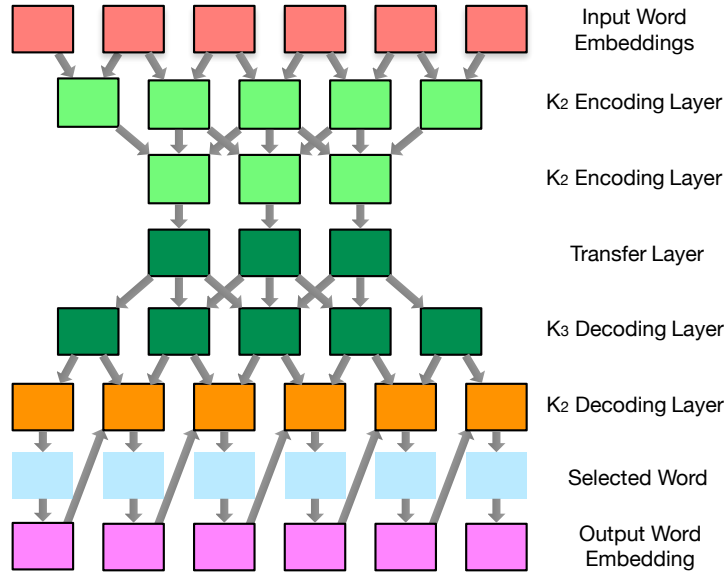 Input Word
Embeddings
K₂ Encoding Layer
K₂ Encoding Layer
Transfer Layer
K₃ Decoding Layer
K₂ Decoding Layer
Selected Word
Output Word
Embedding